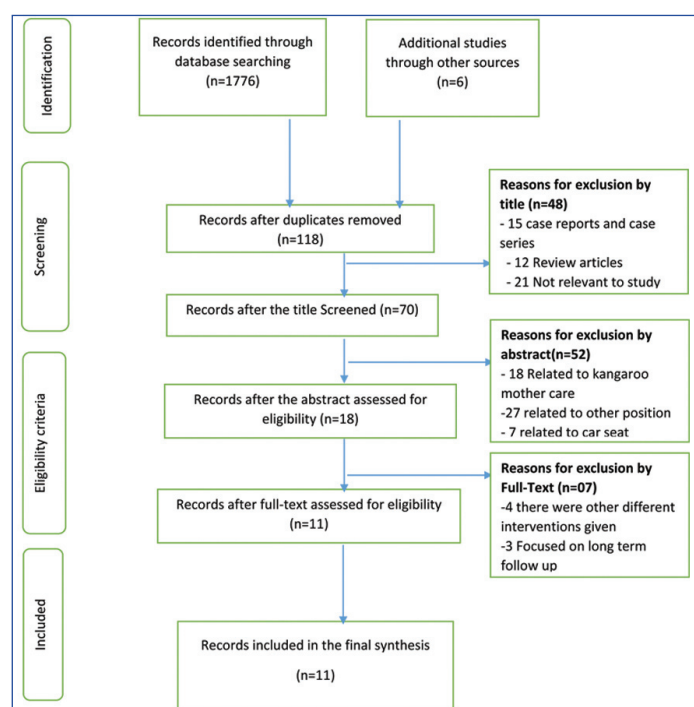 Identification
Records identified through
database searching
(n=1776)
Additional studies
through other sources
(n=6)
Screening
Records after duplicates removed
(n=118)
Reasons for exclusion by
title (n=48)
- 15 case reports and case
series
- 12 Review articles
- 21 Not relevant to study
Records after the title Screened (n=70)
Eligibility criteria
Reasons for exclusion by
abstract(n=52)
- 18 Related to kangaroo
mother care
-27 related to other position
- 7 related to car seat
Records after the abstract assessed for
eligibility (n=18)
Reasons for exclusion by
Full-Text (n=07)
-4 there were other different
interventions given
-3 Focused on long term
follow up
Records after full-text assessed for eligibility
(n=11)
Included
Records included in the final synthesis
(n=11)